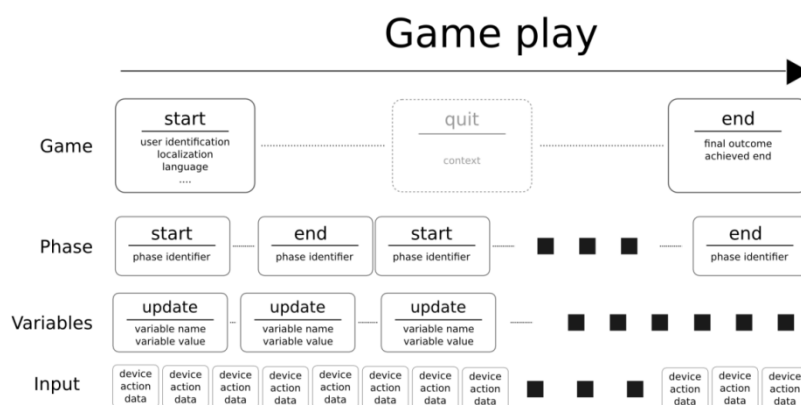 Game play
Game
start
user identification
localization
language
....
quit
context
end
final outcome
achieved end
Phase
start
phase identifier
end
phase identifier
start
phase identifier
end
phase identifier
Variables
update
variable name
variable value
update
variable name
variable value
update
variable name
variable value
Input
device
action
data
device
action
data
device
action
data
device
action
data
device
action
data
device
action
data
device
action
data
device
action
data
device
action
data
device
action
data
device
action
data